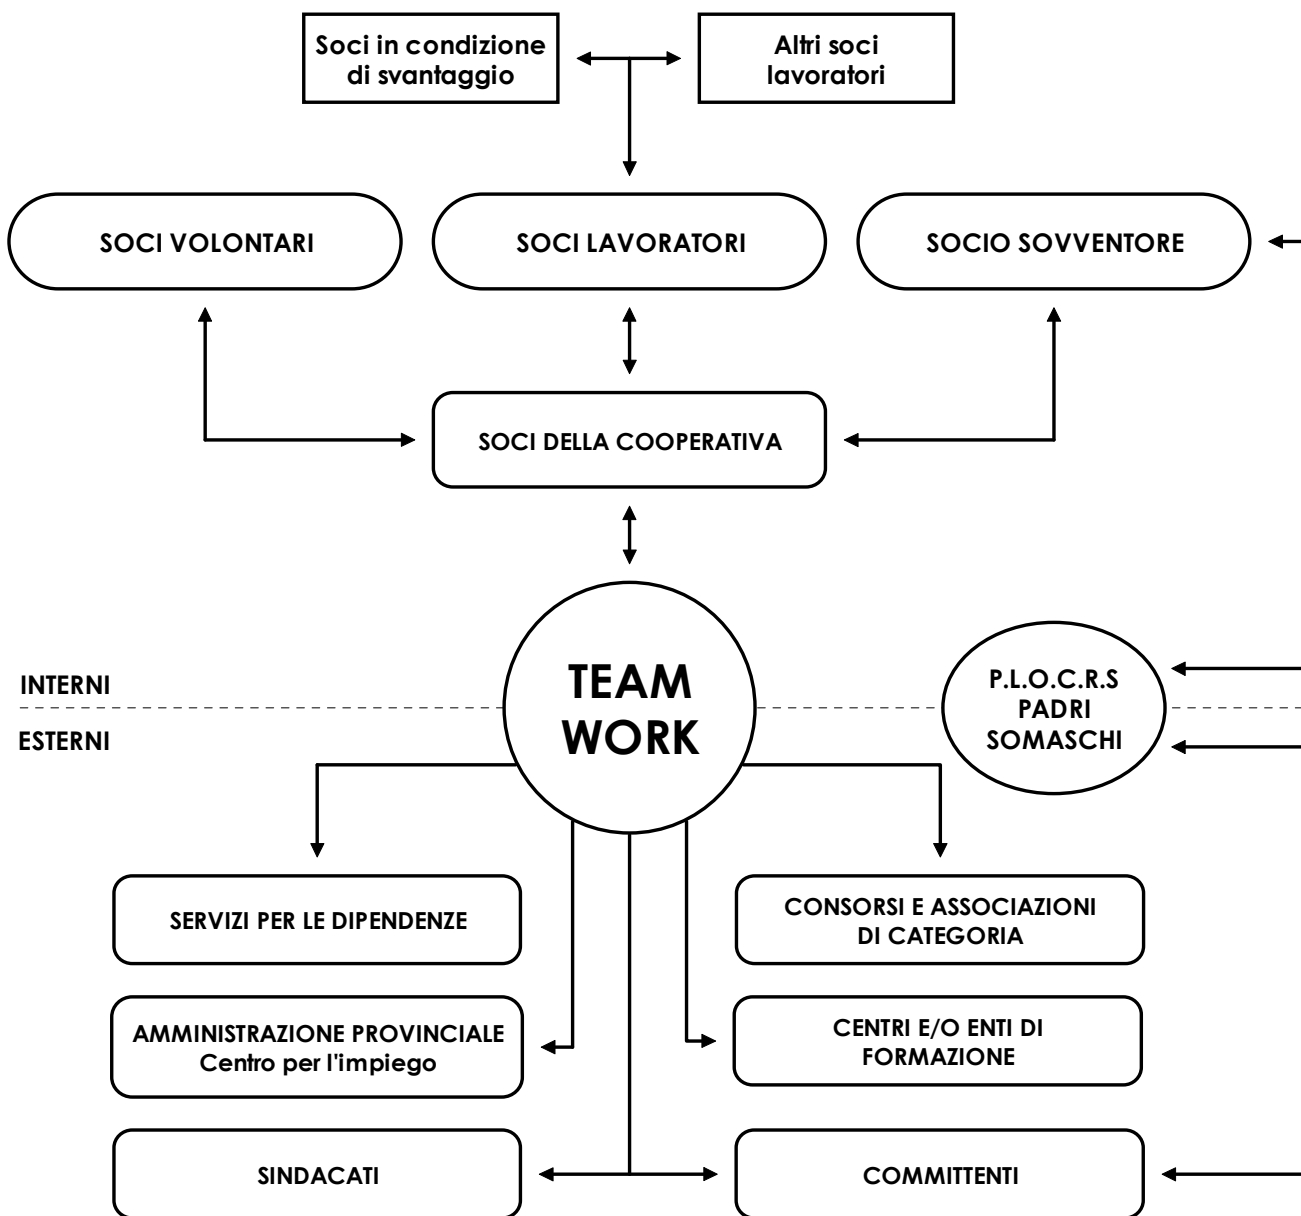 Soci in condizione
di svantaggio
Altri soci
lavoratori
SOCI VOLONTARI
SOCI LAVORATORI
SOCIO SOVVENTORE
SOCI DELLA COOPERATIVA
TEAM
WORK
INTERNI
ESTERNI
P.L.O.C.R.S
PADRI
SOMASCHI
SERVIZI PER LE DIPENDENZE
CONSORSI E ASSOCIAZIONI
DI CATEGORIA
AMMINISTRAZIONE PROVINCIALE
Centro per l'impiego
CENTRI E/O ENTI DI
FORMAZIONE
SINDACATI
COMMITTENTI